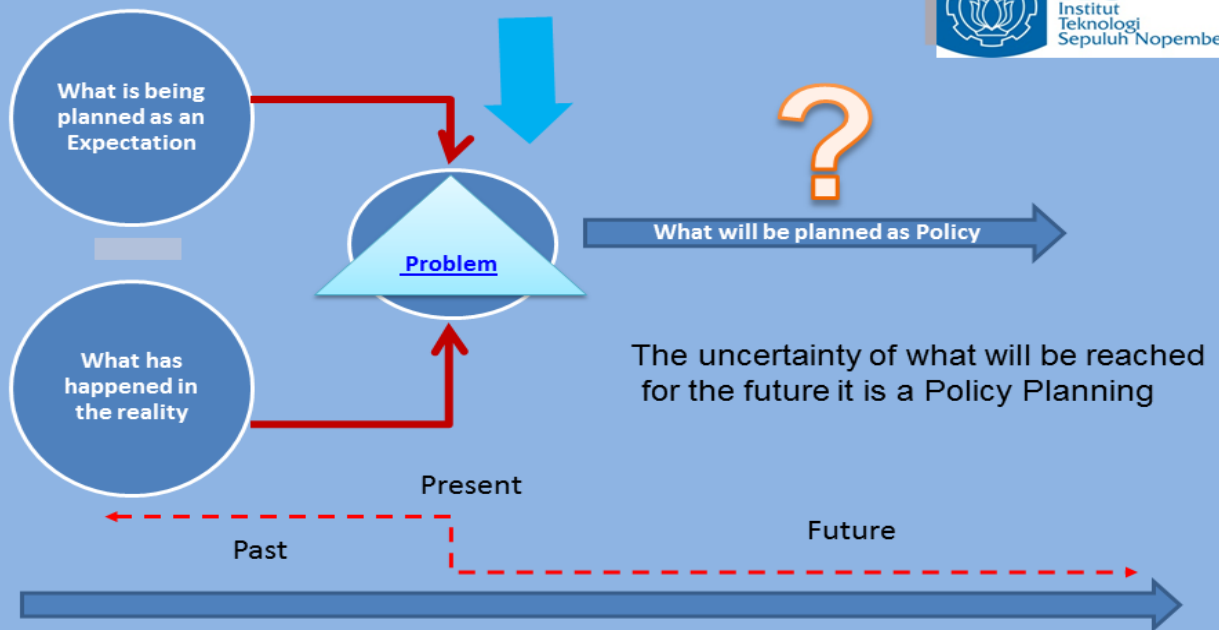 Institut
Teknologi
Sepuluh Nopember
What is being
planned as an
Expectation
Problem
What will be planned as Policy
What has
happened in
the reality
The uncertainty of what will be reached
for the future it is a Policy Planning
Present
Past
Future